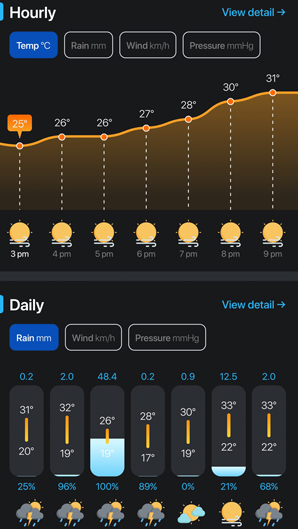 Hourly View detail →
Temp °C Rain mm Wind km/h Pressure mmHg
31°
30°
28°
27°
25° 26° 26°
3 pm 4 pm 5 pm 6 pm 7 pm 8 pm 9 pm
Daily View detail →
Rain mm Wind km/h Pressure mmHg
0.2 2.0 48.4 0.2 0.9 12.5 2.0
31° 32° 26° 28° 30° 33° 33°
20° 19° 19° 17° 19° 22° 22°
25% 96% 100% 89% 0% 21% 68%